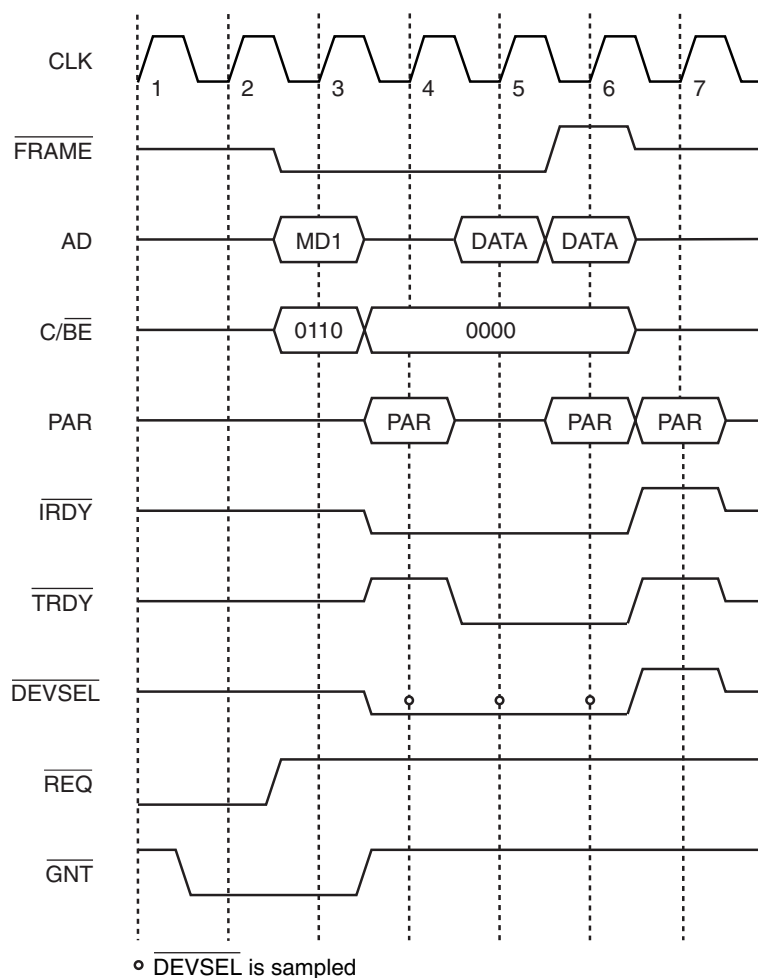 CLK
1 2 3 4 5 6 7
FRAME
AD MD1 DATA DATA
C/BE 0110 0000
PAR PAR PAR PAR
IRDY
TRDY
DEVSEL
REQ
GNT
DEVSEL is sampled